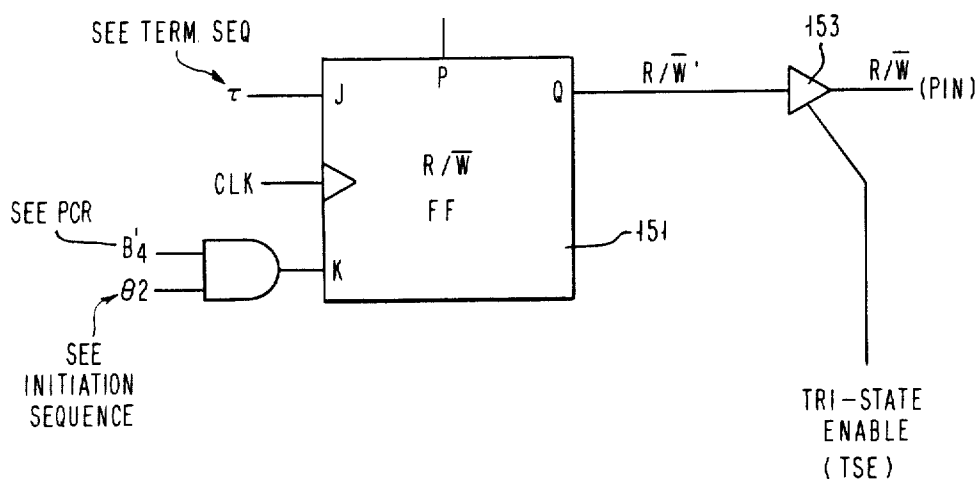 SEE TERM. SEQ
τ
J
P
Q
R/W̅'
153
R/W̅
(PIN)
CLK
R/W̅
FF
SEE PCR
B'4
θ2
K
151
SEE
INITIATION
SEQUENCE
TRI-STATE
ENABLE
(TSE)